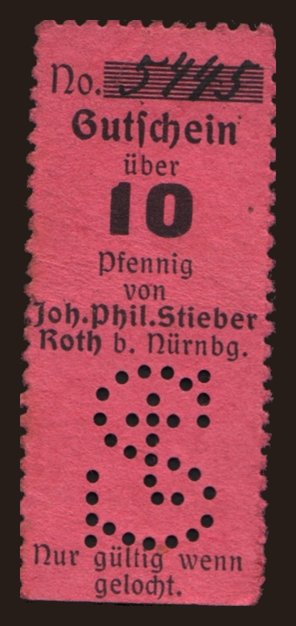 No. 5445
Gutschein
über
10
Pfennig
von
Joh. Phil. Stieber
Roth b. Nürnbg.
Nur gültig wenn
gelocht.